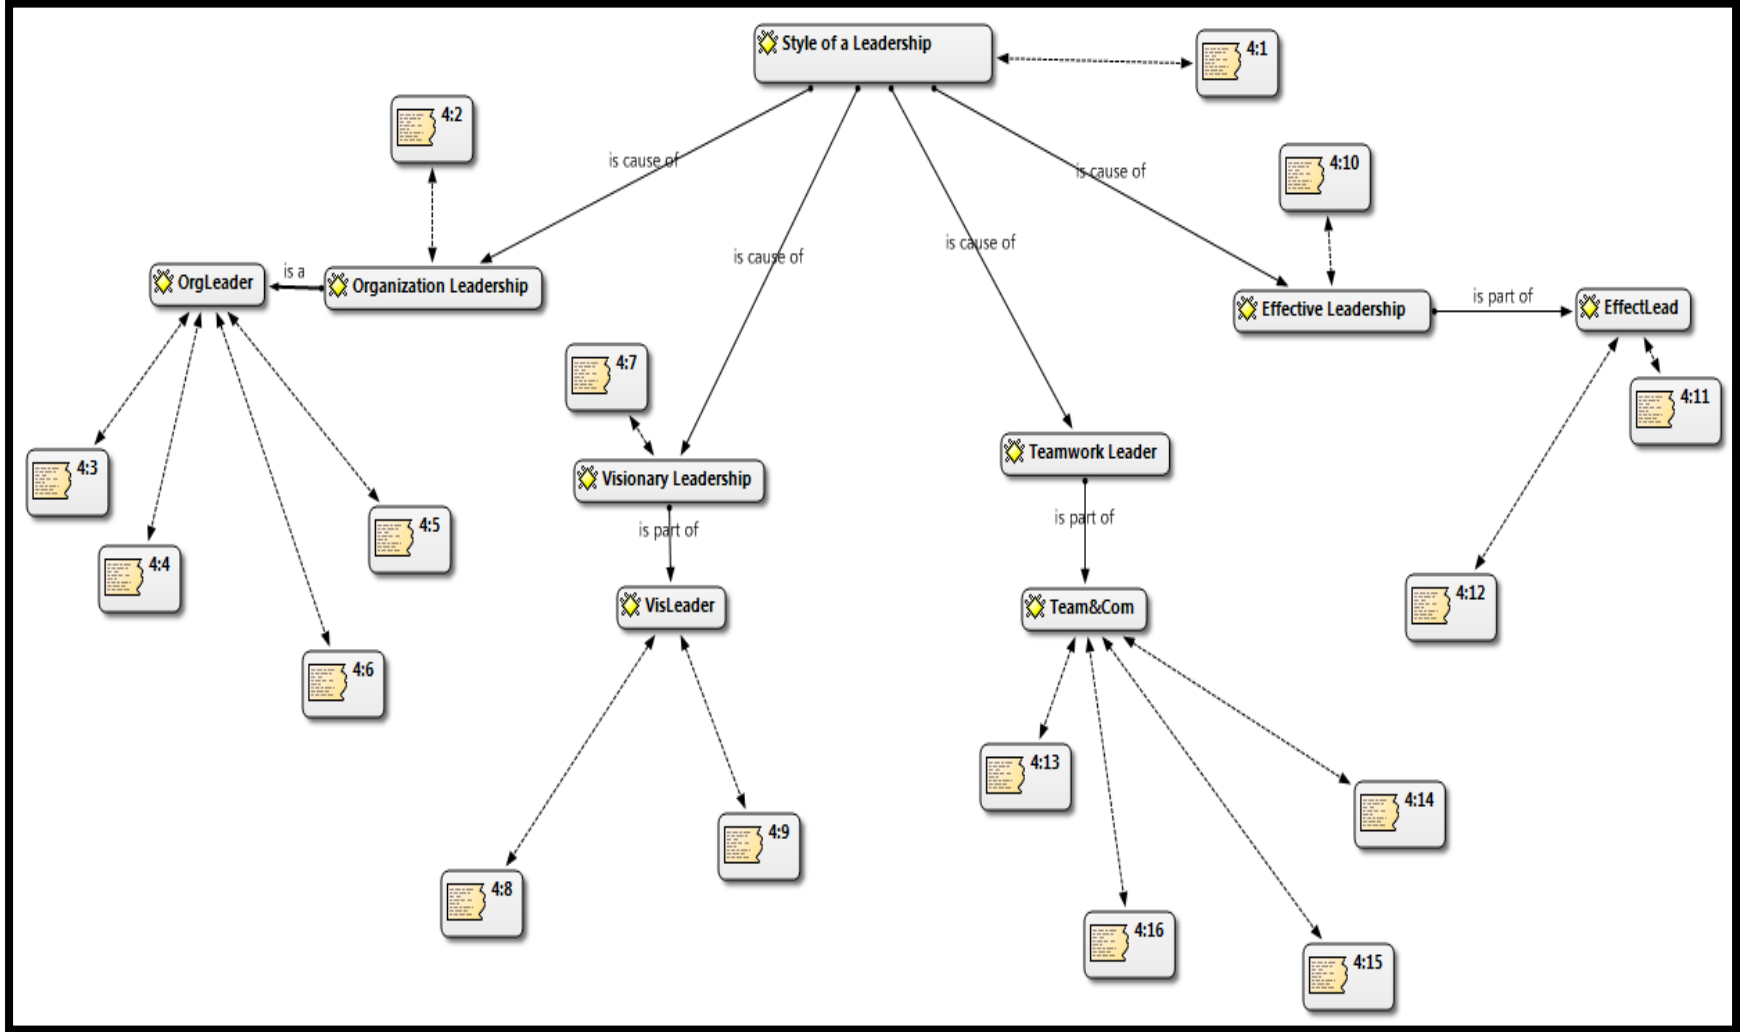 Style of a Leadership
4:1
4:2
is cause of
is cause of
is cause of
is cause of
4:10
OrgLeader
is a
Organization Leadership
Effective Leadership
is part of
EffectLead
4:7
4:11
4:3
4:4
4:5
4:6
Visionary Leadership
is part of
VisLeader
Teamwork Leader
is part of
Team&Com
4:12
4:8
4:9
4:13
4:14
4:16
4:15